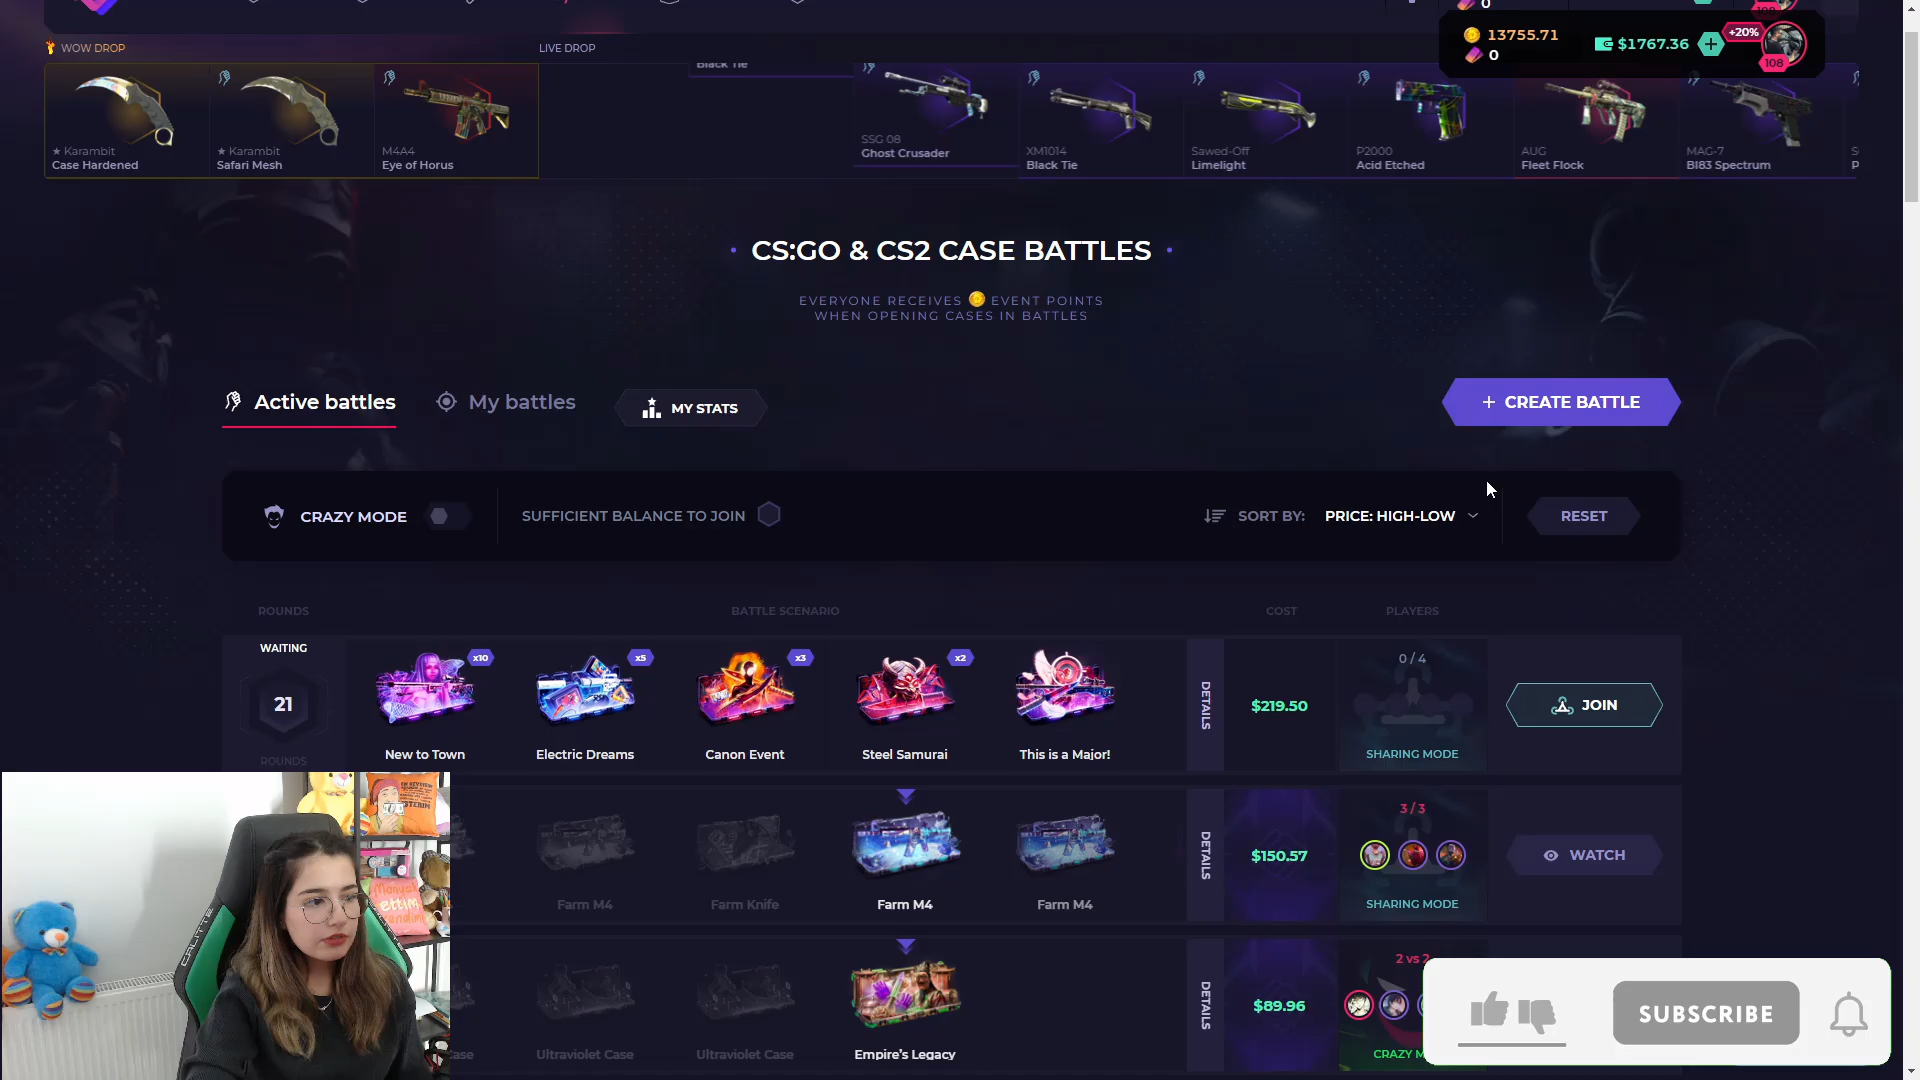 0
WOW DROP
LIVE DROP
13755.71
0
$1767.36
+20%
108
★ Karambit
Case Hardened
★ Karambit
Safari Mesh
M4A4
Eye of Horus
Black Tie
SSG 08
Ghost Crusader
XM1014
Black Tie
Sawed-Off
Limelight
P2000
Acid Etched
AUG
Fleet Flock
MAG-7
BI83 Spectrum
CS:GO & CS2 CASE BATTLES
EVERYONE RECEIVES EVENT POINTS
WHEN OPENING CASES IN BATTLES
Active battles
My battles
MY STATS
+ CREATE BATTLE
CRAZY MODE
SUFFICIENT BALANCE TO JOIN
SORT BY: PRICE: HIGH-LOW
RESET
ROUNDS
BATTLE SCENARIO
COST
PLAYERS
WAITING
21
ROUNDS
x10
New to Town
x5
Electric Dreams
x3
Canon Event
x2
Steel Samurai
This is a Major!
DETAILS
$219.50
0 / 4
SHARING MODE
JOIN
Farm M4
Farm Knife
Farm M4
Farm M4
DETAILS
$150.57
3 / 3
SHARING MODE
WATCH
Case
Ultraviolet Case
Ultraviolet Case
Empire's Legacy
DETAILS
$89.96
2 vs 2
CRAZY M
SUBSCRIBE